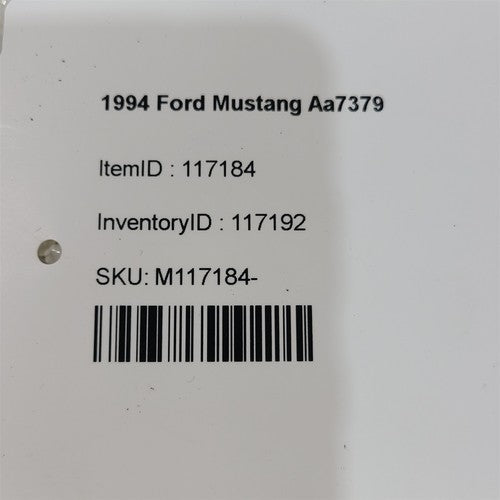 1994 Ford Mustang Aa7379
ItemID : 117184
InventoryID : 117192
SKU: M117184-